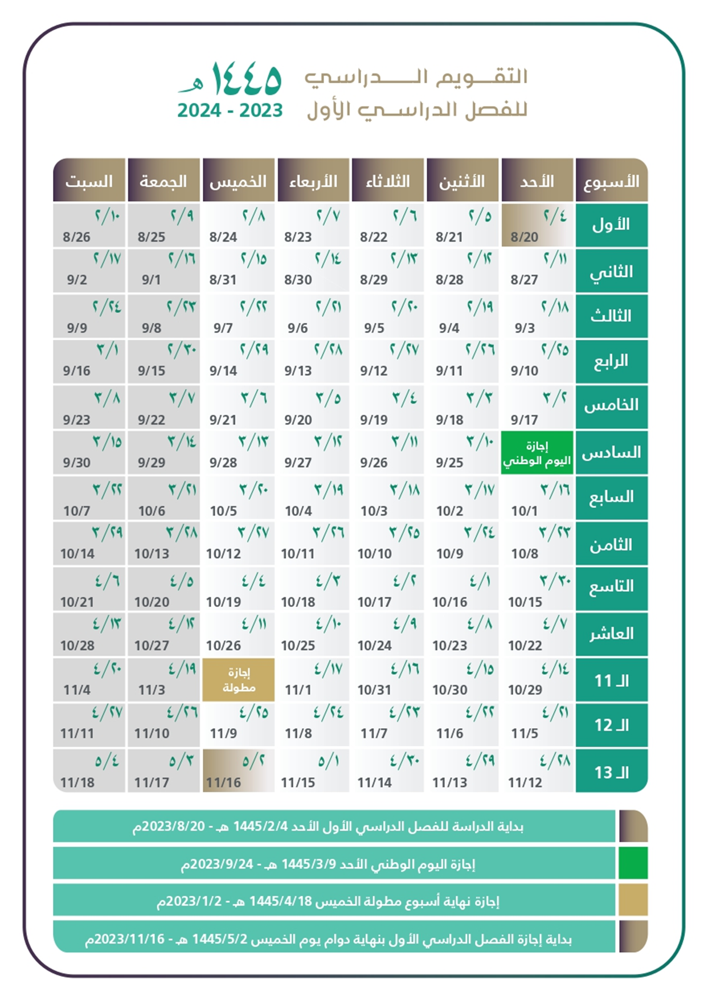 التقويم الدراسي
للفصل الدراسي الأول
١٤٤٥ هـ
2024 - 2023
الأسبوع الأحد الأثنين الثلاثاء الأربعاء الخميس الجمعة السبت
الأول ٢/٤ ٢/٥ ٢/٦ ٢/٧ ٢/٨ ٢/٩ ٢/١٠
8/20 8/21 8/22 8/23 8/24 8/25 8/26
الثاني ٢/١١ ٢/١٢ ٢/١٣ ٢/١٤ ٢/١٥ ٢/١٦ ٢/١٧
8/27 8/28 8/29 8/30 8/31 9/1 9/2
الثالث ٢/١٨ ٢/١٩ ٢/٢٠ ٢/٢١ ٢/٢٢ ٢/٢٣ ٢/٢٤
9/3 9/4 9/5 9/6 9/7 9/8 9/9
الرابع ٢/٢٥ ٢/٢٦ ٢/٢٧ ٢/٢٨ ٢/٢٩ ٢/٣٠ ٣/١
9/10 9/11 9/12 9/13 9/14 9/15 9/16
الخامس ٣/٢ ٣/٣ ٣/٤ ٣/٥ ٣/٦ ٣/٧ ٣/٨
9/17 9/18 9/19 9/20 9/21 9/22 9/23
السادس إجازة اليوم الوطني ٣/١٠ ٣/١١ ٣/١٢ ٣/١٣ ٣/١٤ ٣/١٥
9/25 9/26 9/27 9/28 9/29 9/30
السابع ٣/١٦ ٣/١٧ ٣/١٨ ٣/١٩ ٣/٢٠ ٣/٢١ ٣/٢٢
10/1 10/2 10/3 10/4 10/5 10/6 10/7
الثامن ٣/٢٣ ٣/٢٤ ٣/٢٥ ٣/٢٦ ٣/٢٧ ٣/٢٨ ٣/٢٩
10/8 10/9 10/10 10/11 10/12 10/13 10/14
التاسع ٣/٣٠ ٤/١ ٤/٢ ٤/٣ ٤/٤ ٤/٥ ٤/٦
10/15 10/16 10/17 10/18 10/19 10/20 10/21
العاشر ٤/٧ ٤/٨ ٤/٩ ٤/١٠ ٤/١١ ٤/١٢ ٤/١٣
10/22 10/23 10/24 10/25 10/26 10/27 10/28
الـ 11 ٤/١٤ ٤/١٥ ٤/١٦ ٤/١٧ إجازة مطولة ٤/١٩ ٤/٢٠
10/29 10/30 10/31 11/1 11/3 11/4
الـ 12 ٤/٢١ ٤/٢٢ ٤/٢٣ ٤/٢٤ ٤/٢٥ ٤/٢٦ ٤/٢٧
11/5 11/6 11/7 11/8 11/9 11/10 11/11
الـ 13 ٤/٢٨ ٤/٢٩ ٤/٣٠ ٥/١ ٥/٢ ٥/٣ ٥/٤
11/12 11/13 11/14 11/15 11/16 11/17 11/18
بداية الدراسة للفصل الدراسي الأول الأحد 1445/2/4 هـ - 2023/8/20م
إجازة اليوم الوطني الأحد 1445/3/9 هـ - 2023/9/24م
إجازة نهاية أسبوع مطولة الخميس 1445/4/18 هـ - 2023/1/2م
بداية إجازة الفصل الدراسي الأول بنهاية دوام يوم الخميس 1445/5/2 هـ - 2023/11/16م